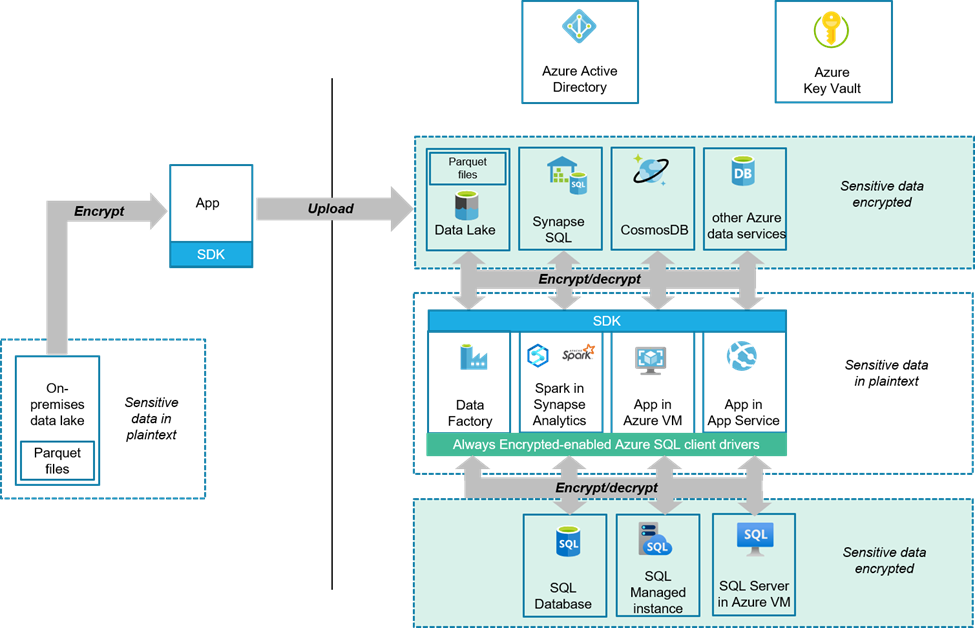 Azure Active
Directory
Azure
Key Vault
Encrypt
App
SDK
Upload
Parquet
files
Data Lake
SQL
Synapse
SQL
CosmosDB
DB
other Azure
data services
Sensitive data
encrypted
Encrypt/decrypt
SDK
Data
Factory
APACHE
Spark
Spark in
Synapse
Analytics
App in
Azure VM
App in
App Service
Always Encrypted-enabled Azure SQL client drivers
Sensitive data
in plaintext
On-
premises
data lake
Parquet
files
Sensitive
data in
plaintext
Encrypt/decrypt
SQL
SQL
Database
SQL
SQL
Managed
instance
SQL
SQL Server
in Azure VM
Sensitive data
encrypted